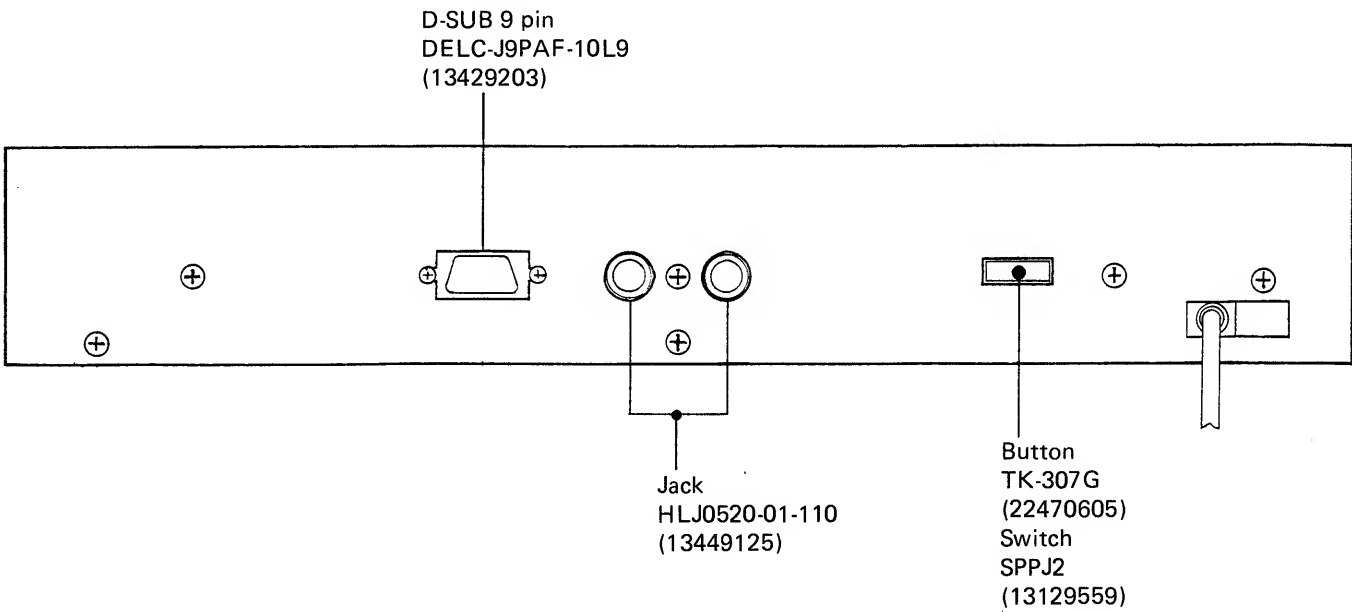 D-SUB 9 pin
DELC-J9PAF-10L9
(13429203)
Jack
HLJ0520-01-110
(13449125)
Button
TK-307G
(22470605)
Switch
SPPJ2
(13129559)